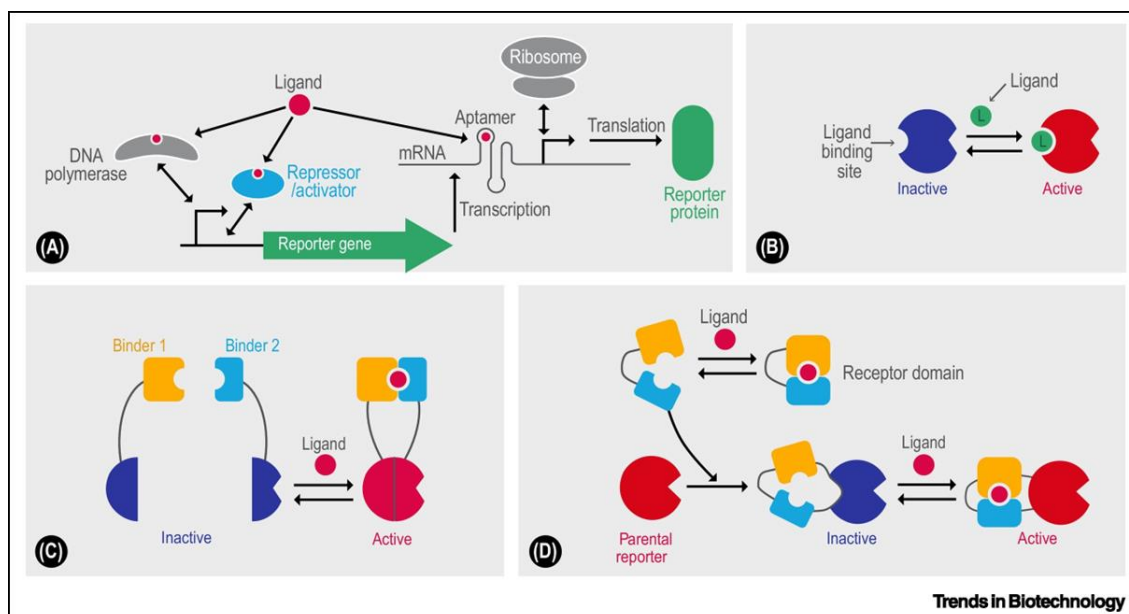 Ligand
DNA
polymerase
Repressor
/activator
Reporter gene
mRNA
Aptamer
Transcription
Ribosome
Translation
Reporter
protein
(A)
Ligand
L
Ligand
binding
site
L
Inactive
Active
(B)
Binder 1
Binder 2
Ligand
Inactive
Active
(C)
Ligand
Receptor domain
Ligand
Parental
reporter
Inactive
Active
(D)
Trends in Biotechnology